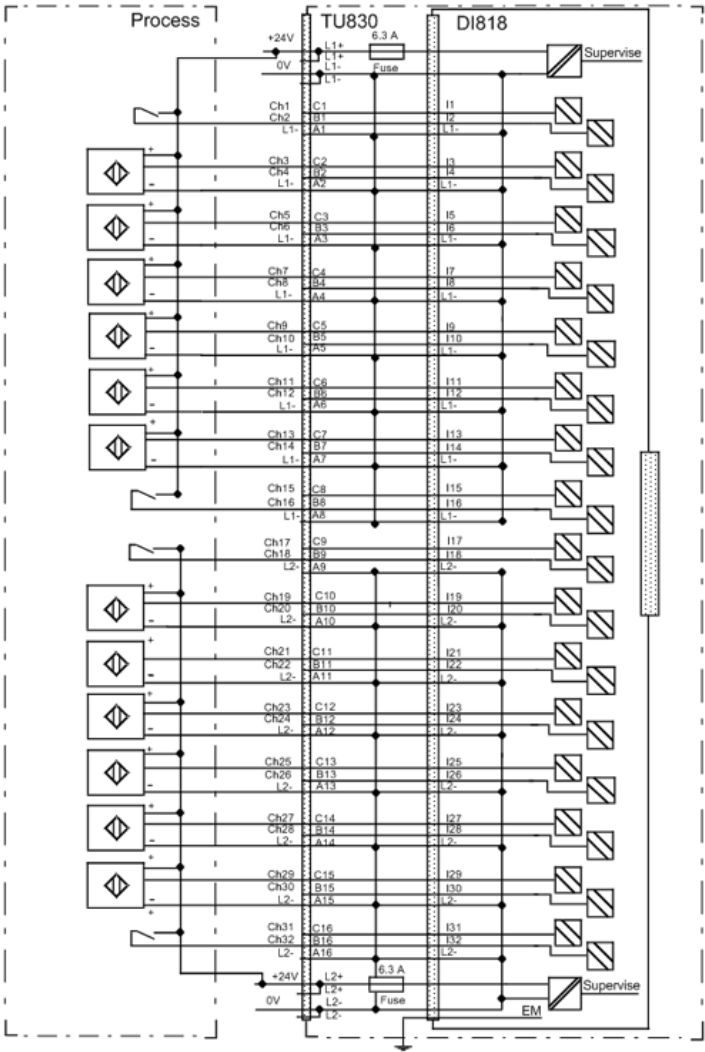 Process TU830 DI818
+24V L1+ 6.3 A Supervise
L1+
0V L1- Fuse
L1-
Ch1 C1 I1
Ch2 B1 I2
L1- A1 L1-
+
Ch3 C2 I3
Ch4 B2 I4
- L1- A2 L1-
+
Ch5 C3 I5
Ch6 B3 I6
- L1- A3 L1-
+
Ch7 C4 I7
Ch8 B4 I8
- L1- A4 L1-
+
Ch9 C5 I9
Ch10 B5 I10
- L1- A5 L1-
+
Ch11 C6 I11
Ch12 B6 I12
- L1- A6 L1-
+
Ch13 C7 I13
Ch14 B7 I14
- L1- A7 L1-
Ch15 C8 I15
Ch16 B8 I16
L1- A8 L1-
Ch17 C9 I17
Ch18 B9 I18
L2- A9 L2-
+
Ch19 C10 I19
Ch20 B10 I20
- L2- A10 L2-
+
Ch21 C11 I21
Ch22 B11 I22
- L2- A11 L2-
+
Ch23 C12 I23
Ch24 B12 I24
- L2- A12 L2-
+
Ch25 C13 I25
Ch26 B13 I26
- L2- A13 L2-
+
Ch27 C14 I27
Ch28 B14 I28
- L2- A14 L2-
+
Ch29 C15 I29
Ch30 B15 I30
- L2- A15 L2-
+
Ch31 C16 I31
Ch32 B16 I32
L2- A16 L2-
+24V L2+ 6.3 A Supervise
L2+
0V L2- Fuse
L2- EM